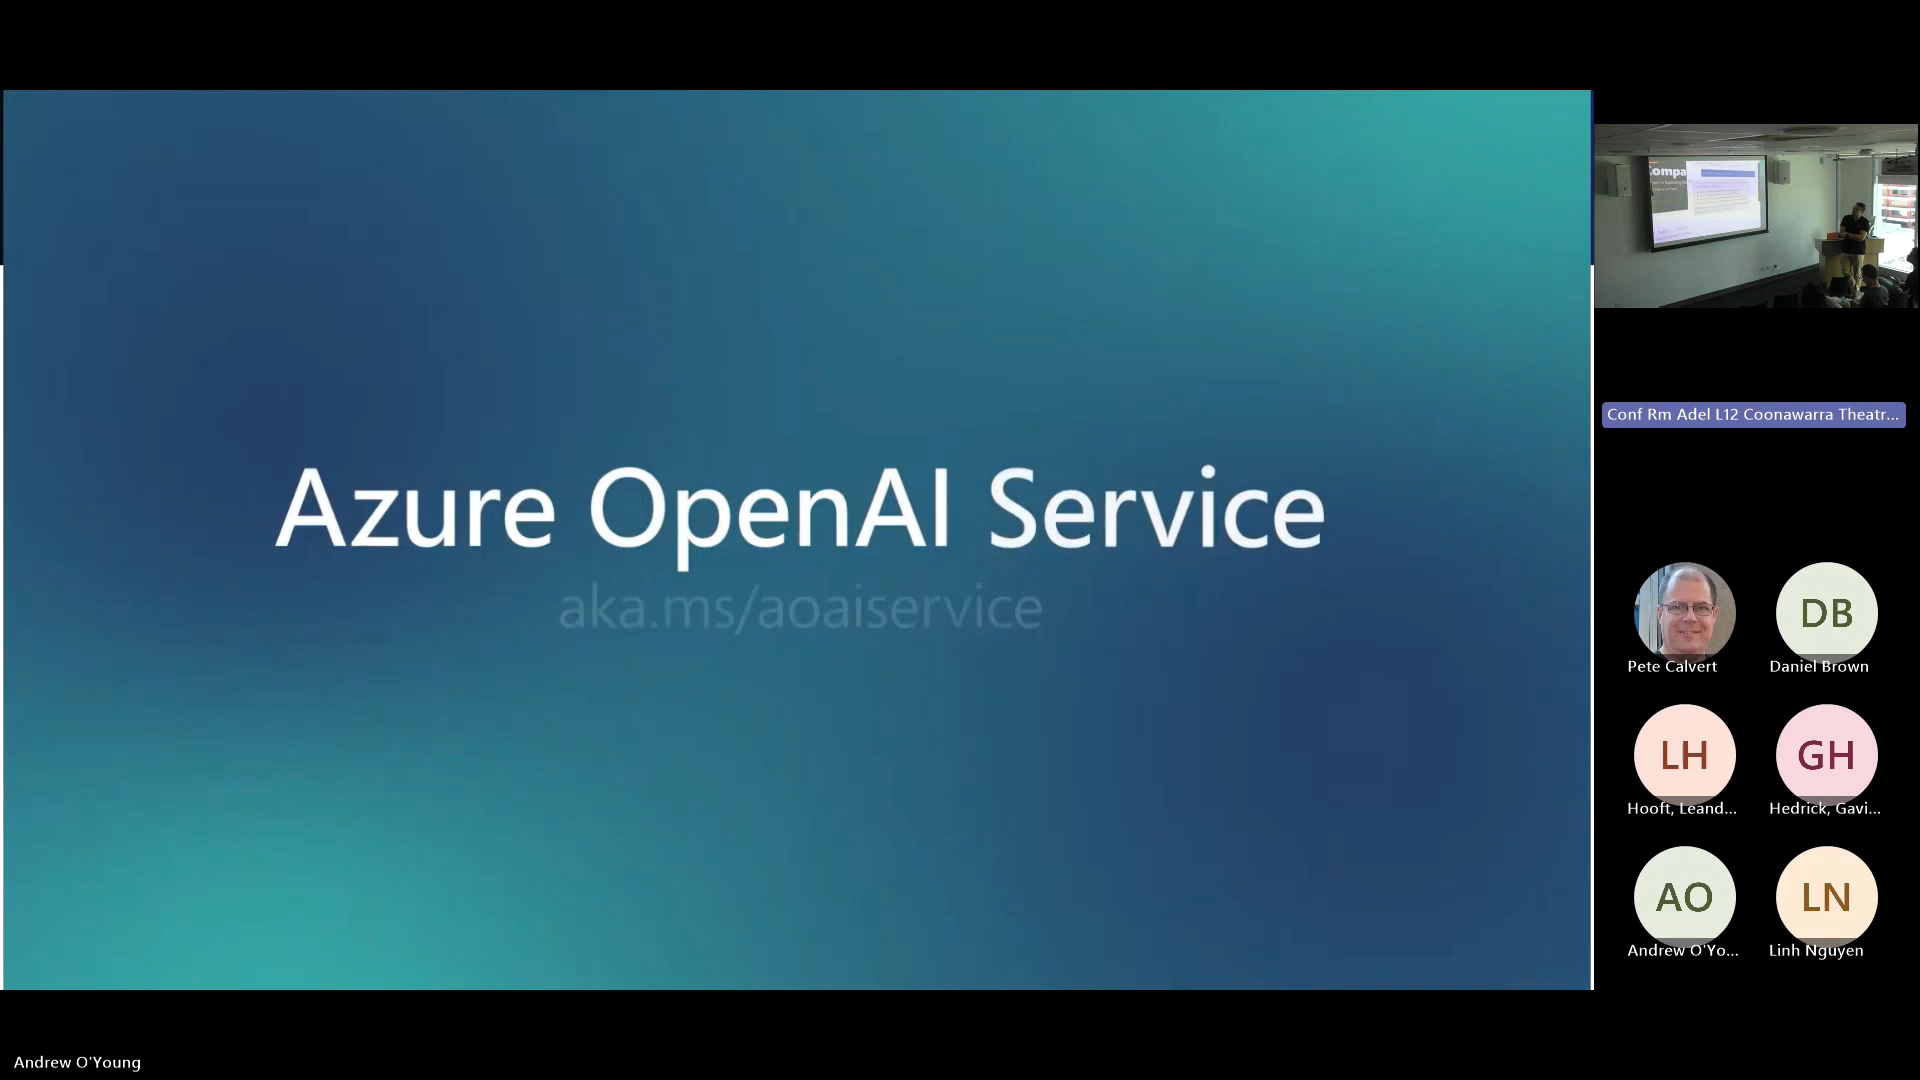 Azure OpenAI Service
aka.ms/aoaiservice
Compa
Conf Rm Adel L12 Coonawarra Theatr...
DB
Pete Calvert
Daniel Brown
LH
GH
Hooft, Leand...
Hedrick, Gavi...
AO
LN
Andrew O'Yo...
Linh Nguyen
Andrew O'Young